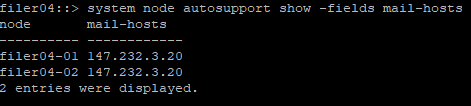 filer04::> system node autosupport show -fields mail-hosts
node       mail-hosts
---------- ------------
filer04-01 147.232.3.20
filer04-02 147.232.3.20
2 entries were displayed.